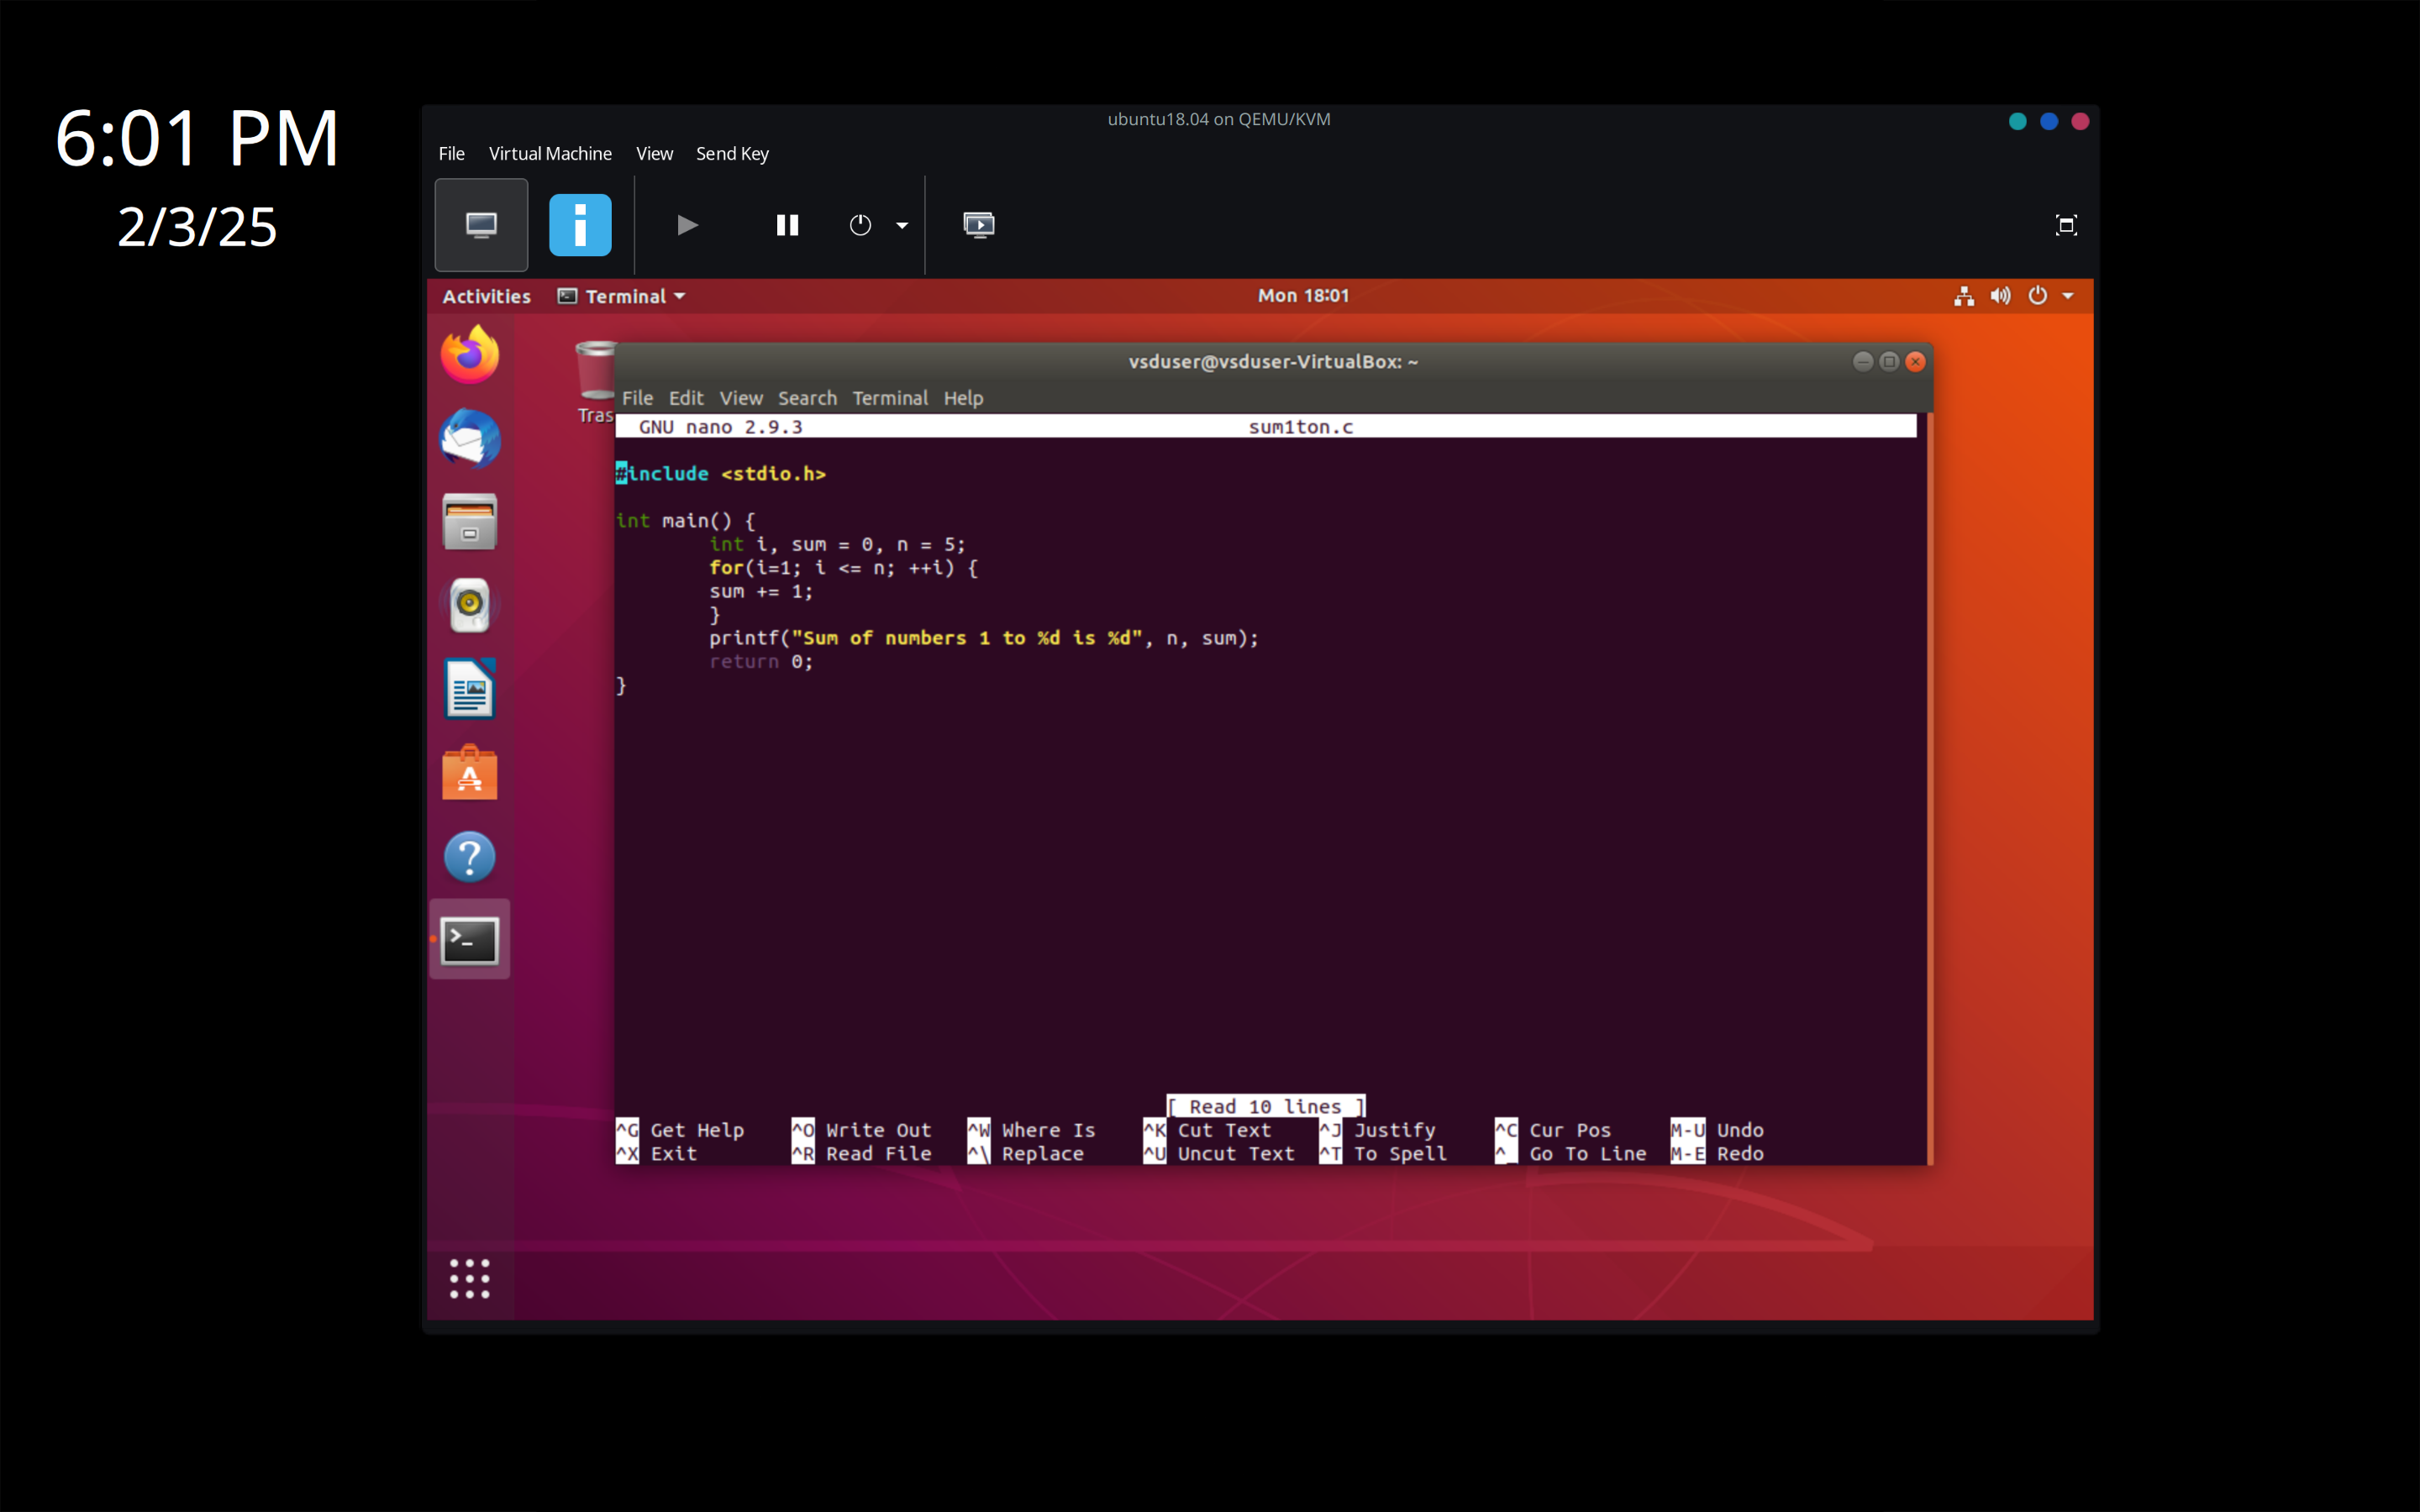 6:01 PM
2/3/25
ubuntu18.04 on QEMU/KVM
File Virtual Machine View Send Key
Activities Terminal Mon 18:01
Tras
vsduser@vsduser-VirtualBox: ~
File Edit View Search Terminal Help
GNU nano 2.9.3 sum1ton.c
#include <stdio.h>
int main() {
int i, sum = 0, n = 5;
for(i=1; i <= n; ++i) {
sum += 1;
}
printf("Sum of numbers 1 to %d is %d", n, sum);
return 0;
}
[ Read 10 lines ]
^G Get Help ^O Write Out ^W Where Is ^K Cut Text ^J Justify ^C Cur Pos M-U Undo
^X Exit ^R Read File ^\ Replace ^U Uncut Text ^T To Spell ^_ Go To Line M-E Redo